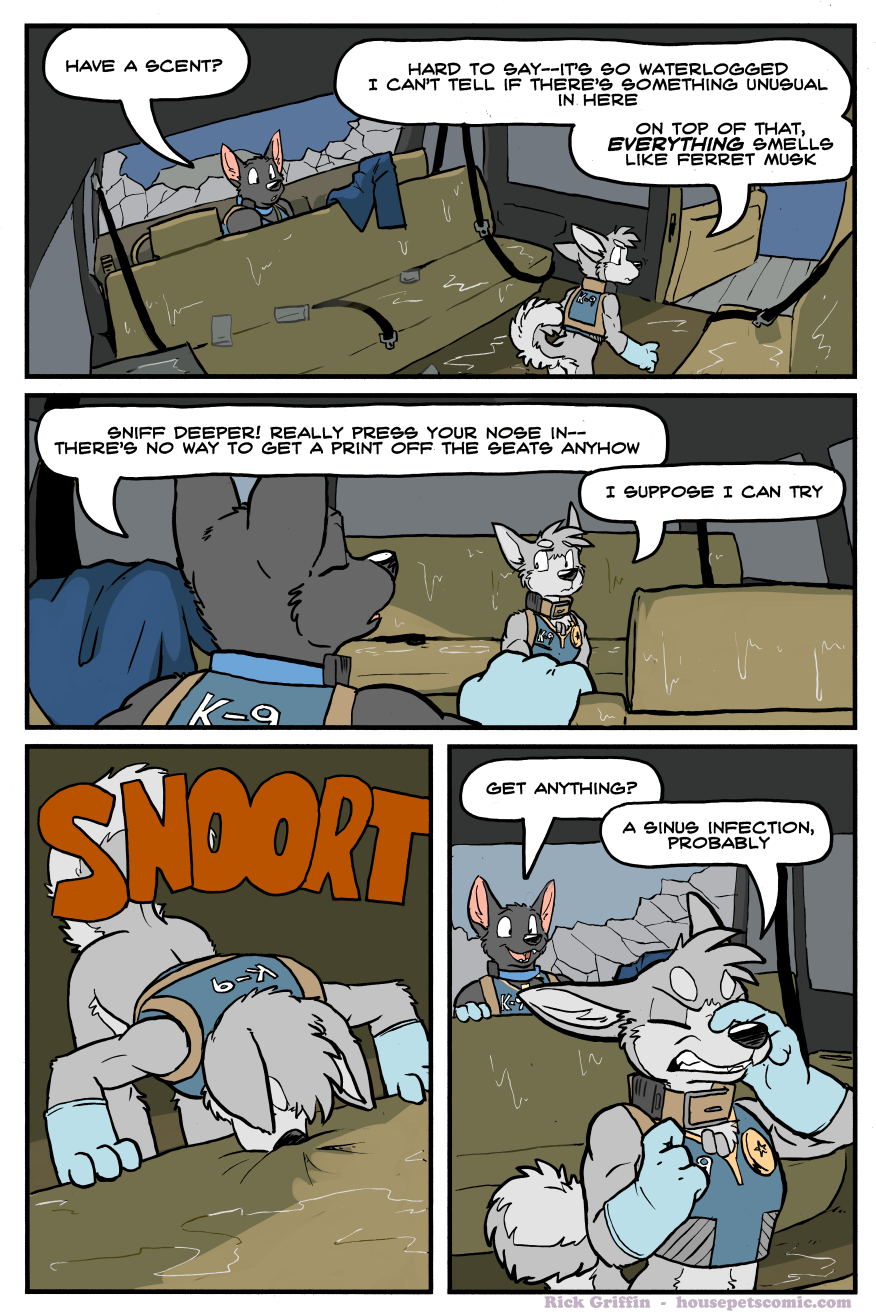 HAVE A SCENT?
HARD TO SAY--IT'S SO WATERLOGGED
I CAN'T TELL IF THERE'S SOMETHING UNUSUAL
IN HERE
ON TOP OF THAT,
EVERYTHING SMELLS
LIKE FERRET MUSK
K-9
SNIFF DEEPER! REALLY PRESS YOUR NOSE IN--
THERE'S NO WAY TO GET A PRINT OFF THE SEATS ANYHOW
I SUPPOSE I CAN TRY
K-9
K-9
SNOORT
K-9
GET ANYTHING?
A SINUS INFECTION,
PROBABLY
K-9
Rick Griffin - housepetscomic.com